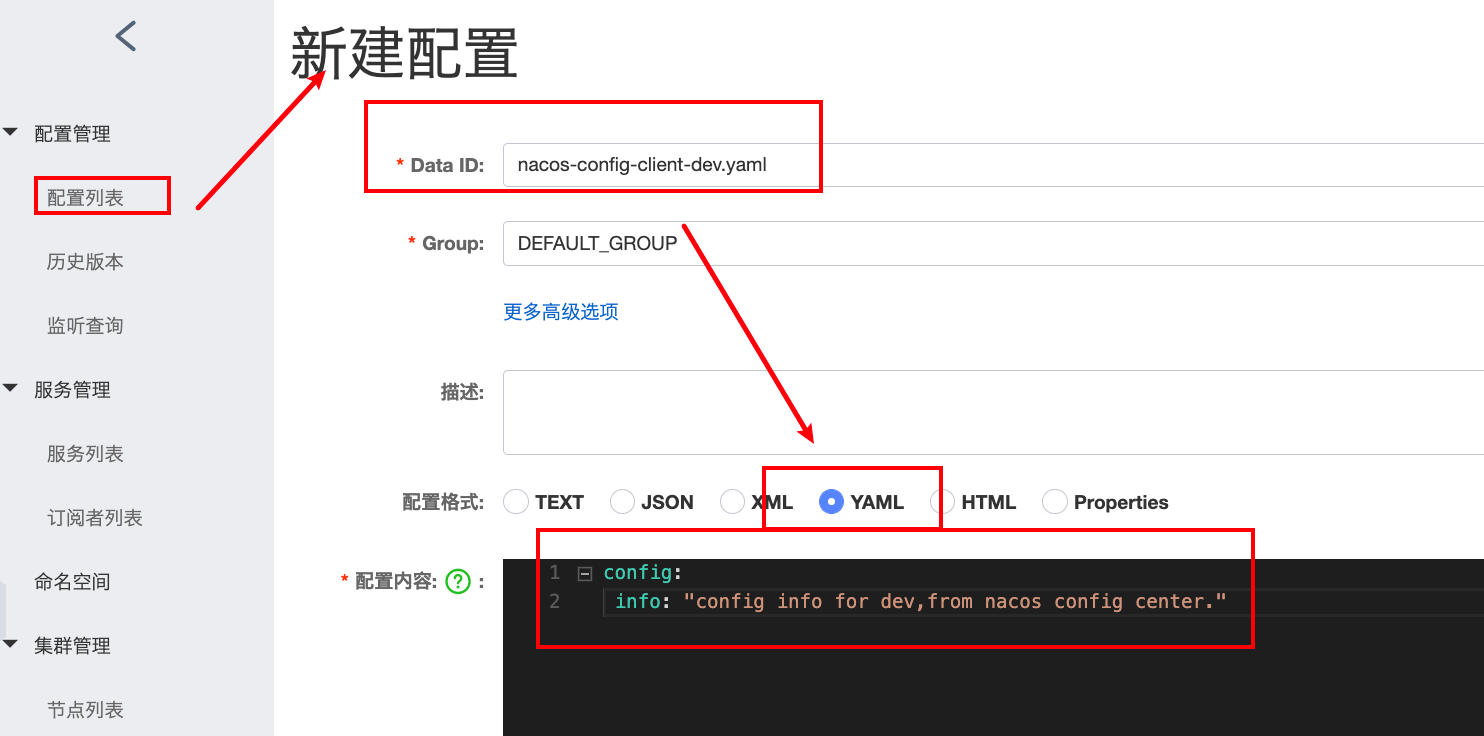 新建配置
配置管理
配置列表
历史版本
监听查询
服务管理
服务列表
订阅者列表
命名空间
集群管理
节点列表
* Data ID: nacos-config-client-dev.yaml
* Group: DEFAULT_GROUP
更多高级选项
描述:
配置格式: TEXT JSON XML YAML HTML Properties
* 配置内容: ? :
1 config:
2 info: "config info for dev,from nacos config center."